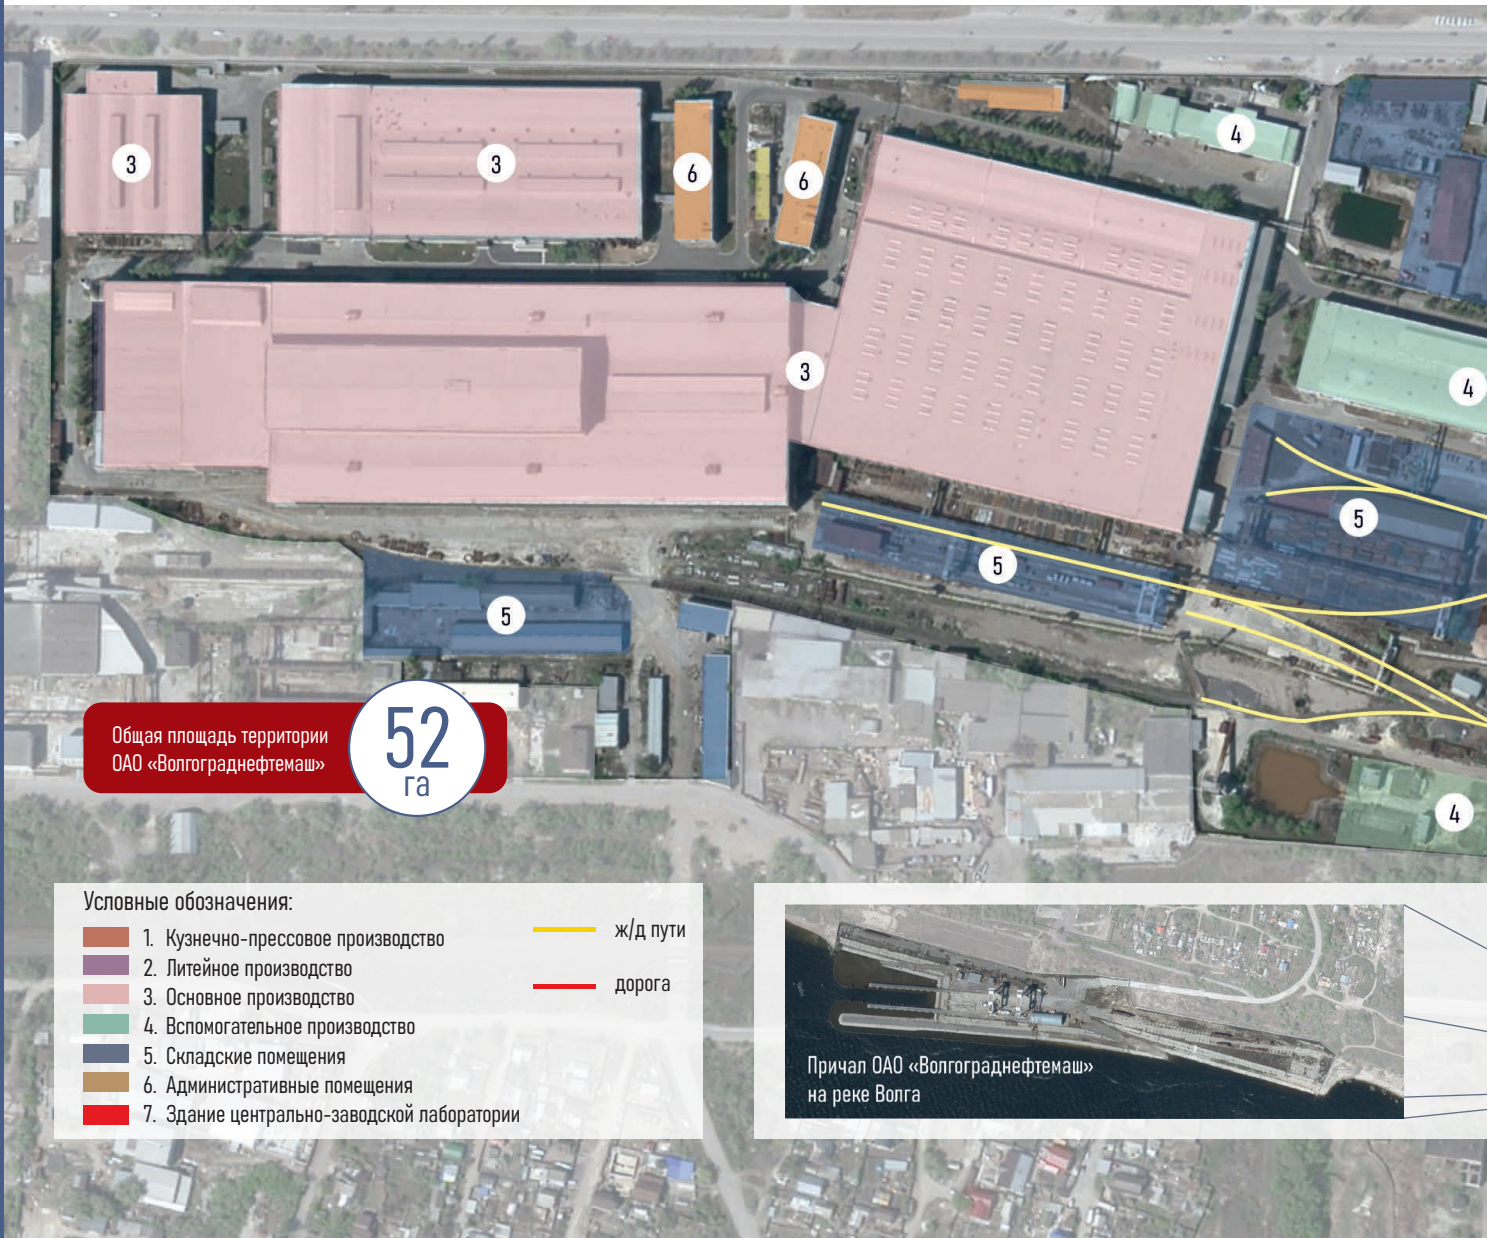 3
3
6
6
4
3
4
5
5
5
4
Общая площадь территории
ОАО «Волгограднефтемаш»
52
га
Условные обозначения:
1. Кузнечно-прессовое производство
2. Литейное производство
3. Основное производство
4. Вспомогательное производство
5. Складские помещения
6. Административные помещения
7. Здание центрально-заводской лаборатории
ж/д пути
дорога
Причал ОАО «Волгограднефтемаш»
на реке Волга